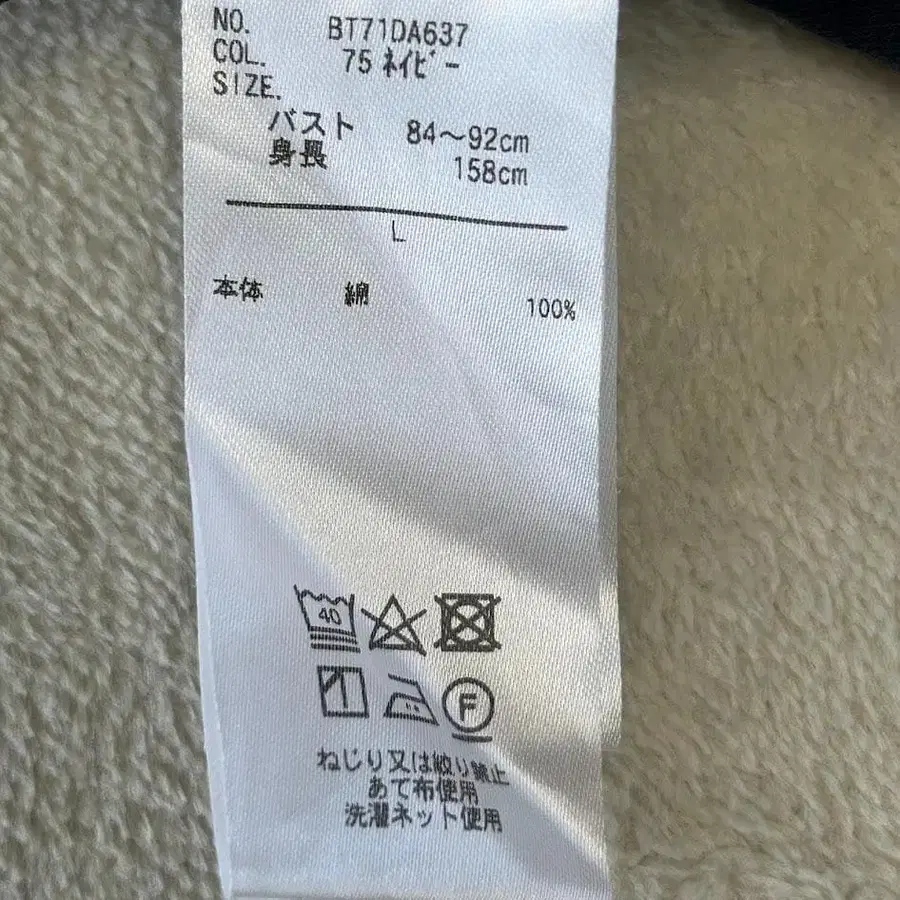 NO. BT71DA637
COL. 75 ネイビー
SIZE.
バスト 84〜92cm
身長 158cm
L
本体 綿 100%
40
F
ねじり又は絞り禁止
あて布使用
洗濯ネット使用